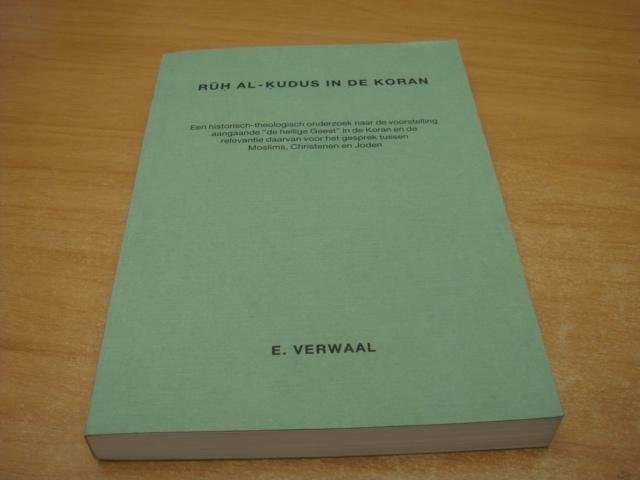 RŪḤ AL-ḲUDUS IN DE KORAN
Een historisch-theologisch onderzoek naar de voorstelling
aangaande "de heilige Geest" in de Koran en de
relevantie daarvan voor het gesprek tussen
Moslims, Christenen en Joden
E. VERWAAL